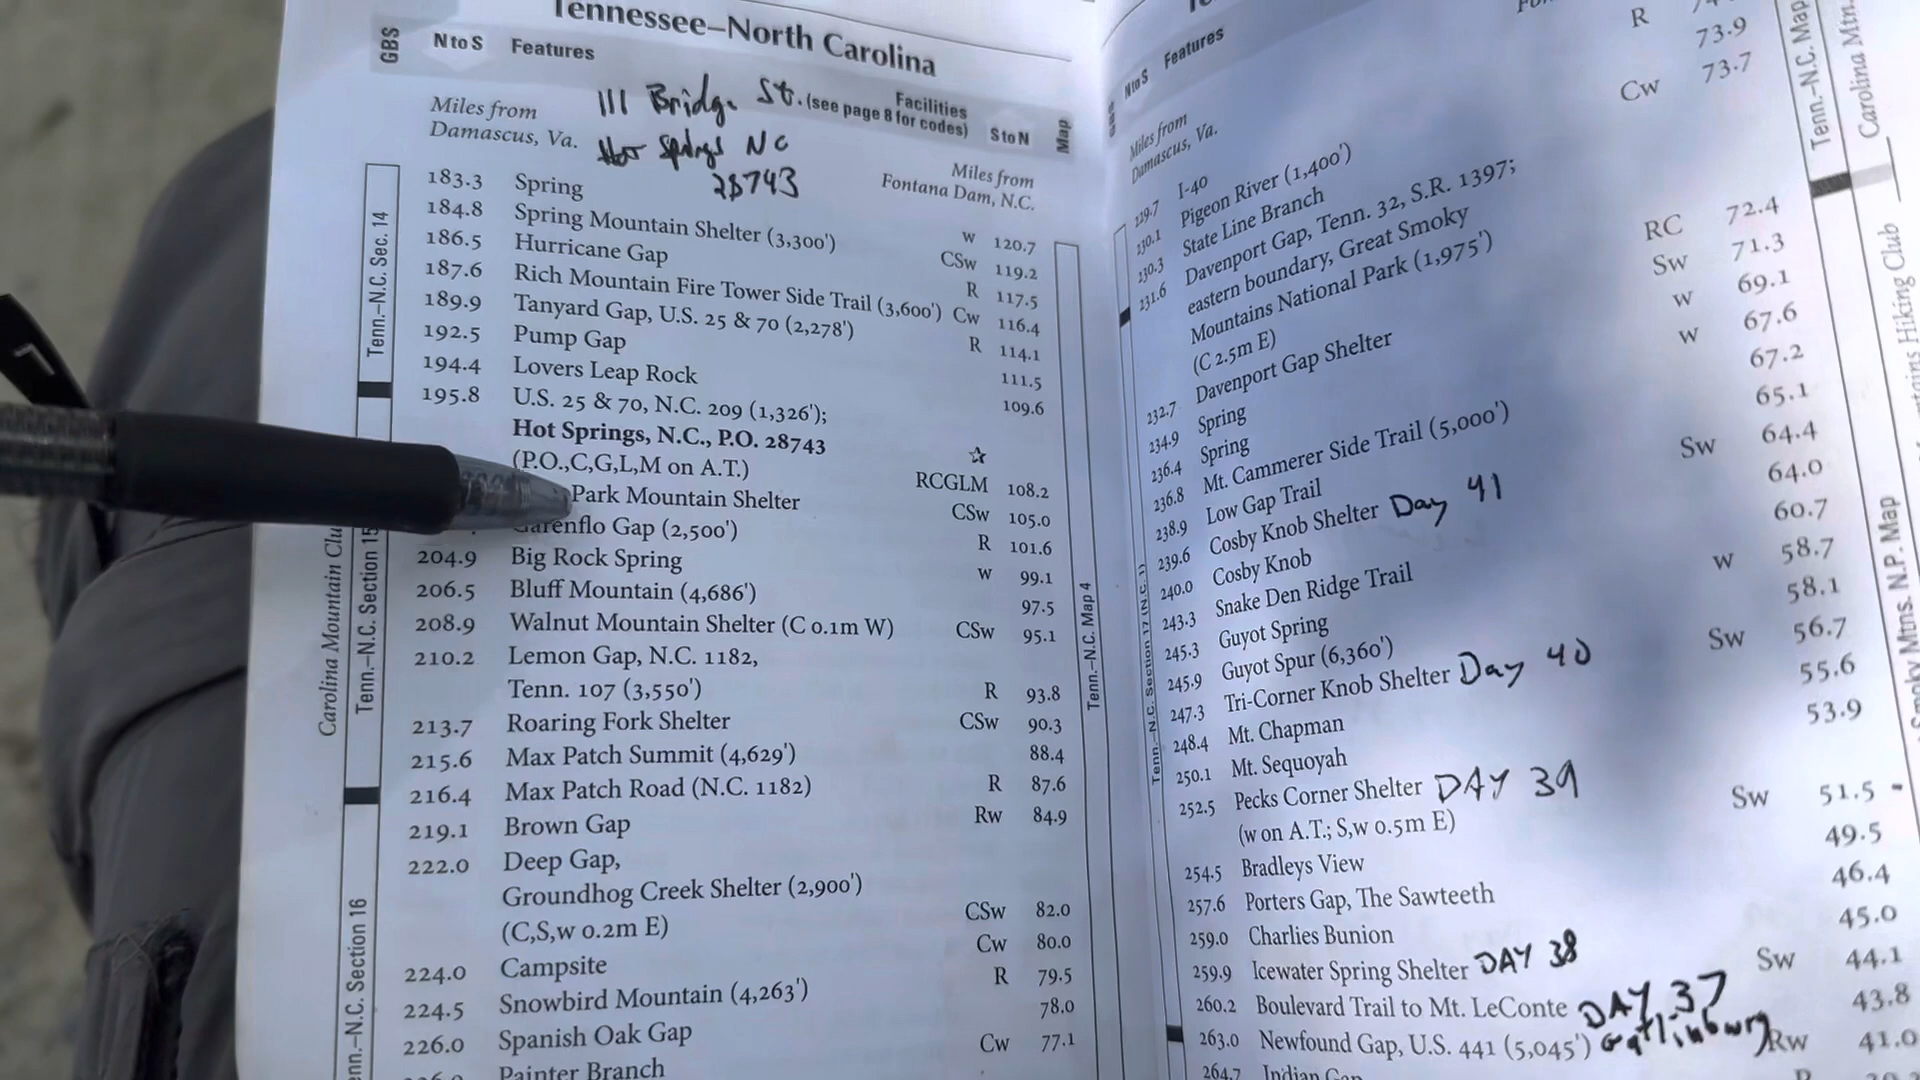 Tennessee–North Carolina
GBS
N to S Features
Facilities
(see page 8 for codes)
S to N
Map
111 Bridge St.
Hot Springs NC
28743
Miles from
Damascus, Va.
Miles from
Fontana Dam, N.C.
183.3 Spring W 120.7
184.8 Spring Mountain Shelter (3,300') CSw 119.2
186.5 Hurricane Gap R 117.5
187.6 Rich Mountain Fire Tower Side Trail (3,600') Cw 116.4
189.9 Tanyard Gap, U.S. 25 & 70 (2,278') R 114.1
192.5 Pump Gap 111.5
194.4 Lovers Leap Rock 109.6
195.8 U.S. 25 & 70, N.C. 209 (1,326');
Hot Springs, N.C., P.O. 28743 ☆
(P.O.,C,G,L,M on A.T.) RCGLM 108.2
Park Mountain Shelter CSw 105.0
Garenflo Gap (2,500') R 101.6
204.9 Big Rock Spring w 99.1
206.5 Bluff Mountain (4,686') 97.5
208.9 Walnut Mountain Shelter (C 0.1m W) CSw 95.1
210.2 Lemon Gap, N.C. 1182,
Tenn. 107 (3,550') R 93.8
213.7 Roaring Fork Shelter CSw 90.3
215.6 Max Patch Summit (4,629') 88.4
216.4 Max Patch Road (N.C. 1182) R 87.6
219.1 Brown Gap Rw 84.9
222.0 Deep Gap,
Groundhog Creek Shelter (2,900')
(C,S,w 0.2m E) CSw 82.0
224.0 Campsite Cw 80.0
224.5 Snowbird Mountain (4,263') R 79.5
226.0 Spanish Oak Gap 78.0
Painter Branch Cw 77.1
Tenn.–N.C. Sec. 14
Carolina Mountain Clu
Tenn.–N.C. Section 15
Tenn.–N.C. Section 16
Tenn.–N.C. Map 4
N to S Features
Miles from
Damascus, Va.
I-40 R
229.7 Pigeon River (1,400') 73.9
230.1 State Line Branch Cw 73.7
230.3 Davenport Gap, Tenn. 32, S.R. 1397;
231.6 eastern boundary, Great Smoky
Mountains National Park (1,975')
(C 2.5m E) RC 72.4
232.7 Davenport Gap Shelter Sw 71.3
234.9 Spring w 69.1
236.4 Spring w 67.6
236.8 Mt. Cammerer Side Trail (5,000') 67.2
238.9 Low Gap Trail 65.1
239.6 Cosby Knob Shelter Day 41 Sw 64.4
240.0 Cosby Knob 64.0
243.3 Snake Den Ridge Trail 60.7
245.3 Guyot Spring w 58.7
245.9 Guyot Spur (6,360') 58.1
247.3 Tri-Corner Knob Shelter Day 40 Sw 56.7
248.4 Mt. Chapman 55.6
250.1 Mt. Sequoyah 53.9
252.5 Pecks Corner Shelter DAY 39
(w on A.T.; S,w 0.5m E) Sw 51.5 -
254.5 Bradleys View 49.5
257.6 Porters Gap, The Sawteeth 46.4
259.0 Charlies Bunion 45.0
259.9 Icewater Spring Shelter DAY 38 Sw 44.1
260.2 Boulevard Trail to Mt. LeConte DAY 37 43.8
263.0 Newfound Gap, U.S. 441 (5,045') Gatlinburg Rw 41.0
264.7 Indian Gap
Tenn.–N.C. Section 17
Tenn.–N.C. Map
Carolina Mtn.
tains Hiking Club
Smoky Mtns. N.P. Map